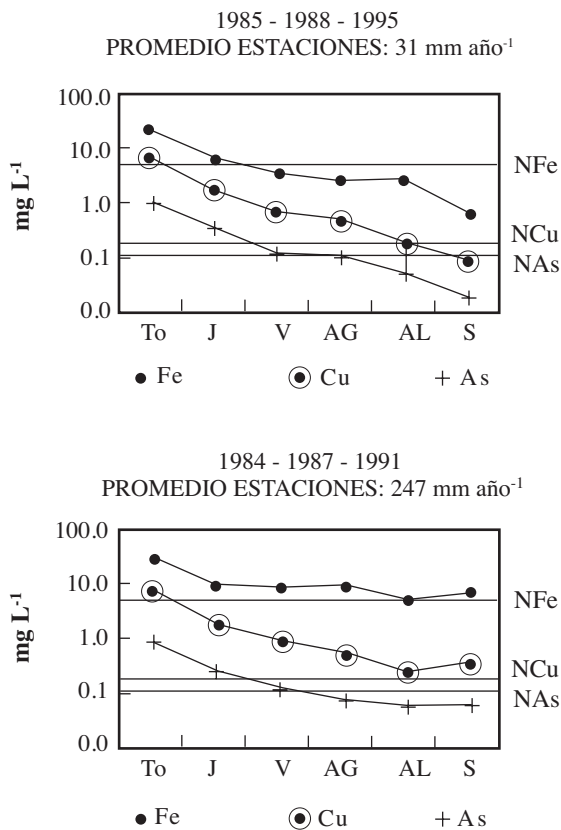 1985 - 1988 - 1995
PROMEDIO ESTACIONES: 31 mm año-1
mg L-1
100.0
10.0
1.0
0.1
0.0
NFe
NCu
NAs
To J V AG AL S
Fe Cu As
1984 - 1987 - 1991
PROMEDIO ESTACIONES: 247 mm año-1
mg L-1
100.0
10.0
1.0
0.1
0.0
NFe
NCu
NAs
To J V AG AL S
Fe Cu As